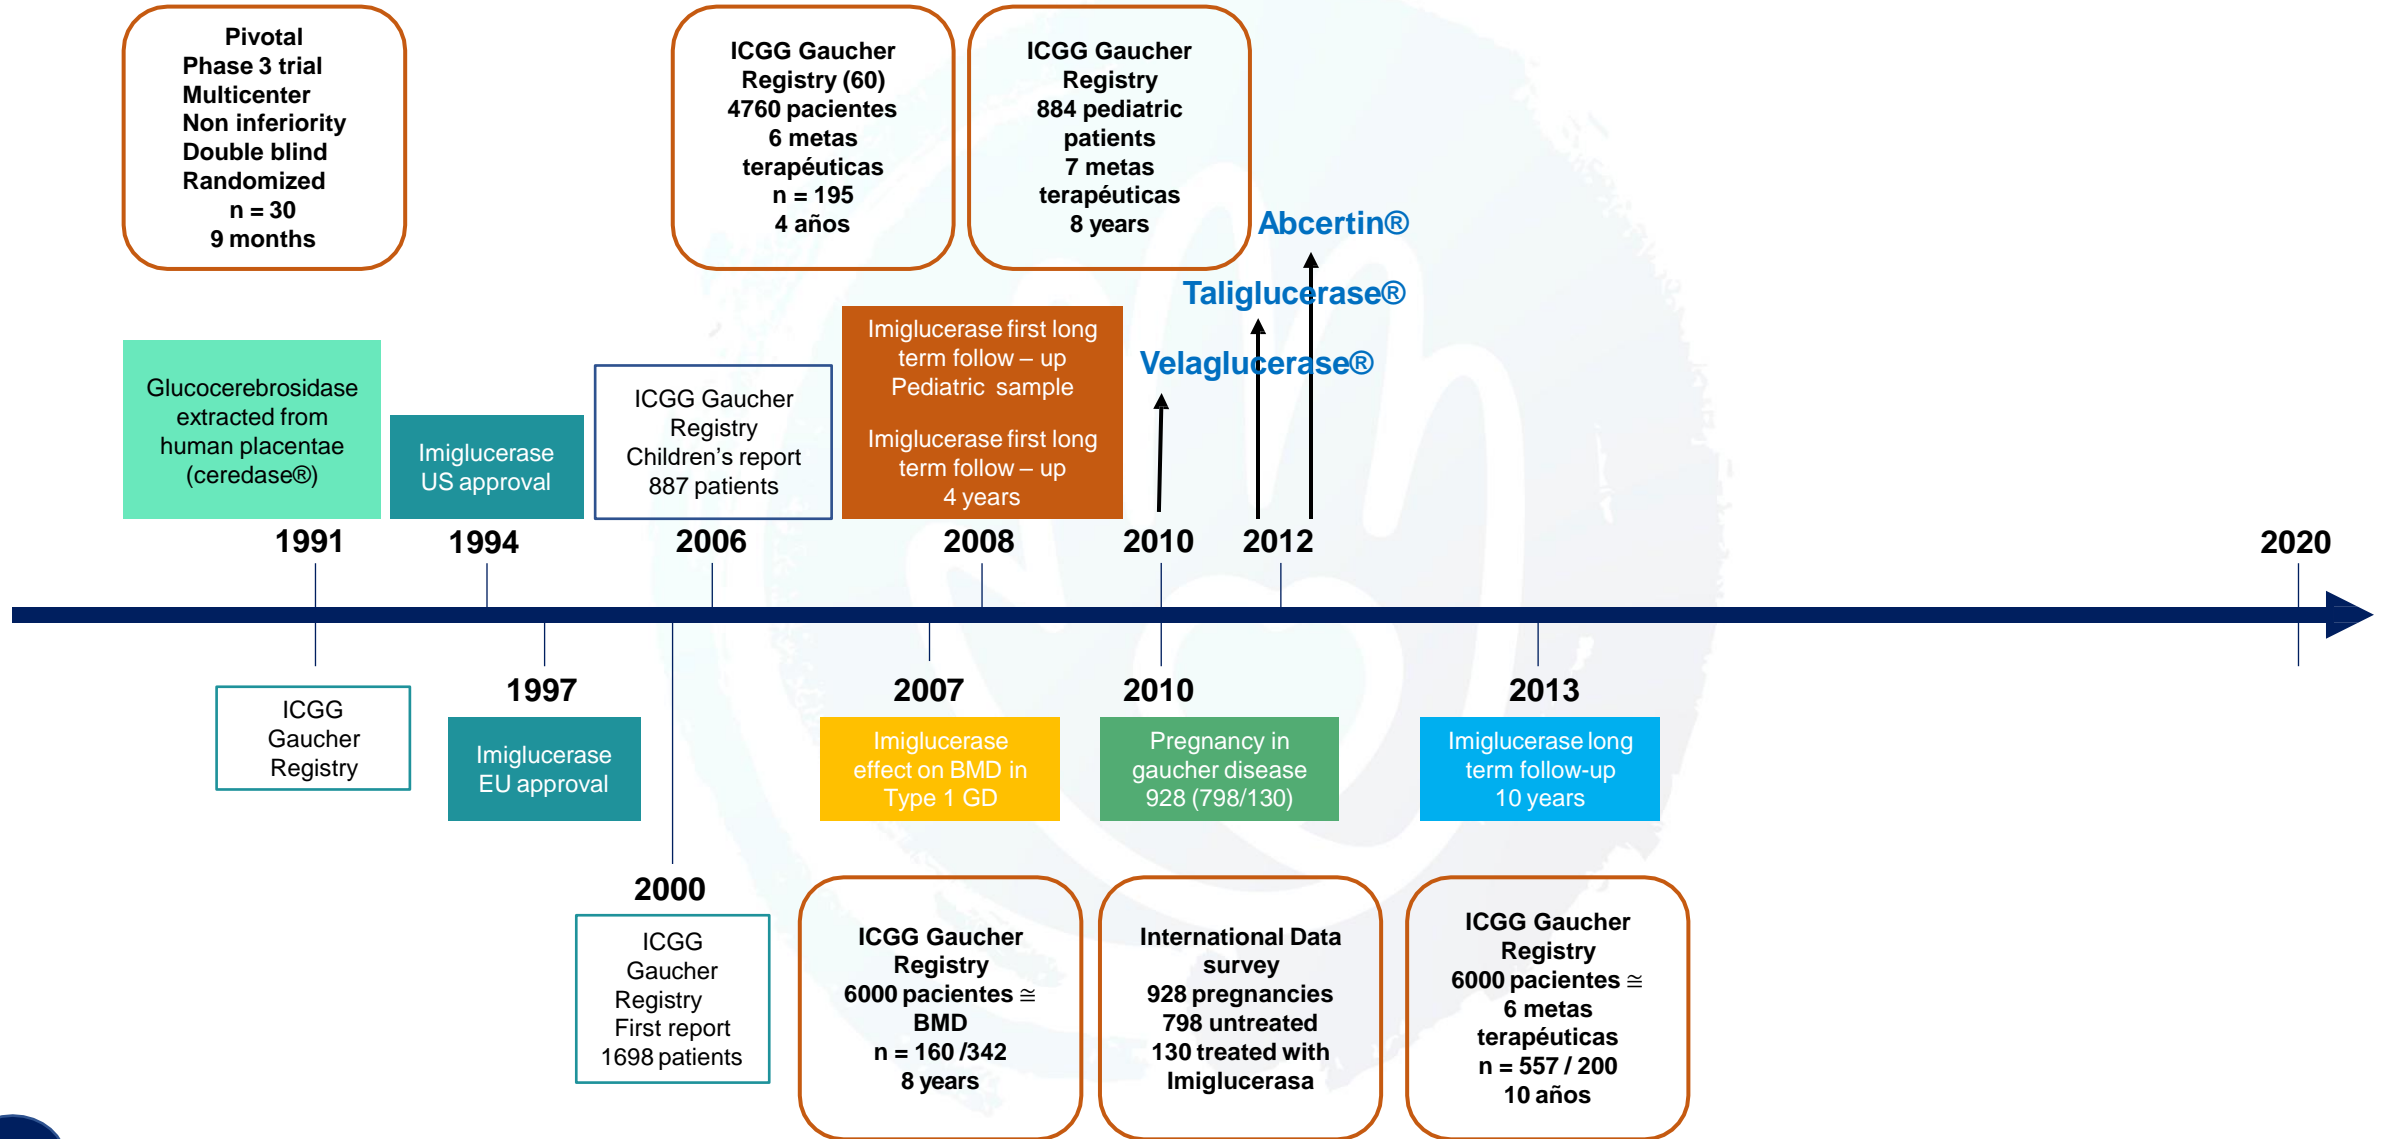 Pivotal
Phase 3 trial
Multicenter
Non inferiority
Double blind
Randomized
n = 30
9 months
ICGG Gaucher
Registry (60)
4760 pacientes
6 metas
terapéuticas
n = 195
4 años
ICGG Gaucher
Registry
884 pediatric
patients
7 metas
terapéuticas
8 years
Abcertin®
Taliglucerase®
Velaglucerase®
Glucocerebrosidase
extracted from
human placentae
(ceredase®)
Imiglucerase
US approval
ICGG Gaucher
Registry
Children’s report
887 patients
Imiglucerase first long
term follow – up
Pediatric sample
Imiglucerase first long
term follow – up
4 years
1991
1994
2006
2008
2010
2012
2020
ICGG
Gaucher
Registry
1997
Imiglucerase
EU approval
2000
ICGG
Gaucher
Registry
First report
1698 patients
2007
Imiglucerase
effect on BMD in
Type 1 GD
2010
Pregnancy in
gaucher disease
928 (798/130)
2013
Imiglucerase long
term follow-up
10 years
ICGG Gaucher
Registry
6000 pacientes ≅
BMD
n = 160 /342
8 years
International Data
survey
928 pregnancies
798 untreated
130 treated with
Imiglucerasa
ICGG Gaucher
Registry
6000 pacientes ≅
6 metas
terapéuticas
n = 557 / 200
10 años